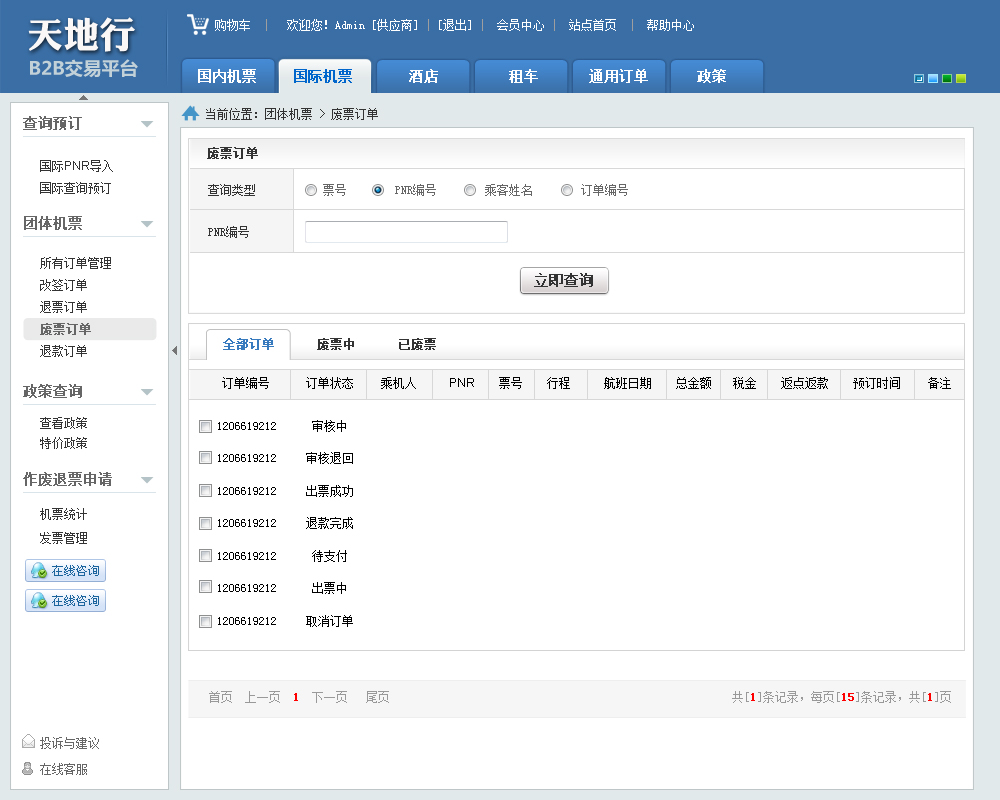 天地行
B2B交易平台
购物车 欢迎您! Admin [供应商] [退出] 会员中心 站点首页 帮助中心
国内机票 国际机票 酒店 租车 通用订单 政策
查询预订
国际PNR导入
国际查询预订
团体机票
所有订单管理
改签订单
退票订单
废票订单
退款订单
政策查询
查看政策
特价政策
作废退票申请
机票统计
发票管理
在线咨询
在线咨询
投诉与建议
在线客服
当前位置: 团体机票 > 废票订单
废票订单
查询类型 票号 PNR编号 乘客姓名 订单编号
PNR编号
立即查询
全部订单 废票中 已废票
订单编号 订单状态 乘机人 PNR 票号 行程 航班日期 总金额 税金 返点返款 预订时间 备注
1206619212 审核中
1206619212 审核退回
1206619212 出票成功
1206619212 退款完成
1206619212 待支付
1206619212 出票中
1206619212 取消订单
首页 上一页 1 下一页 尾页 共[1]条记录，每页[15]条记录，共[1]页